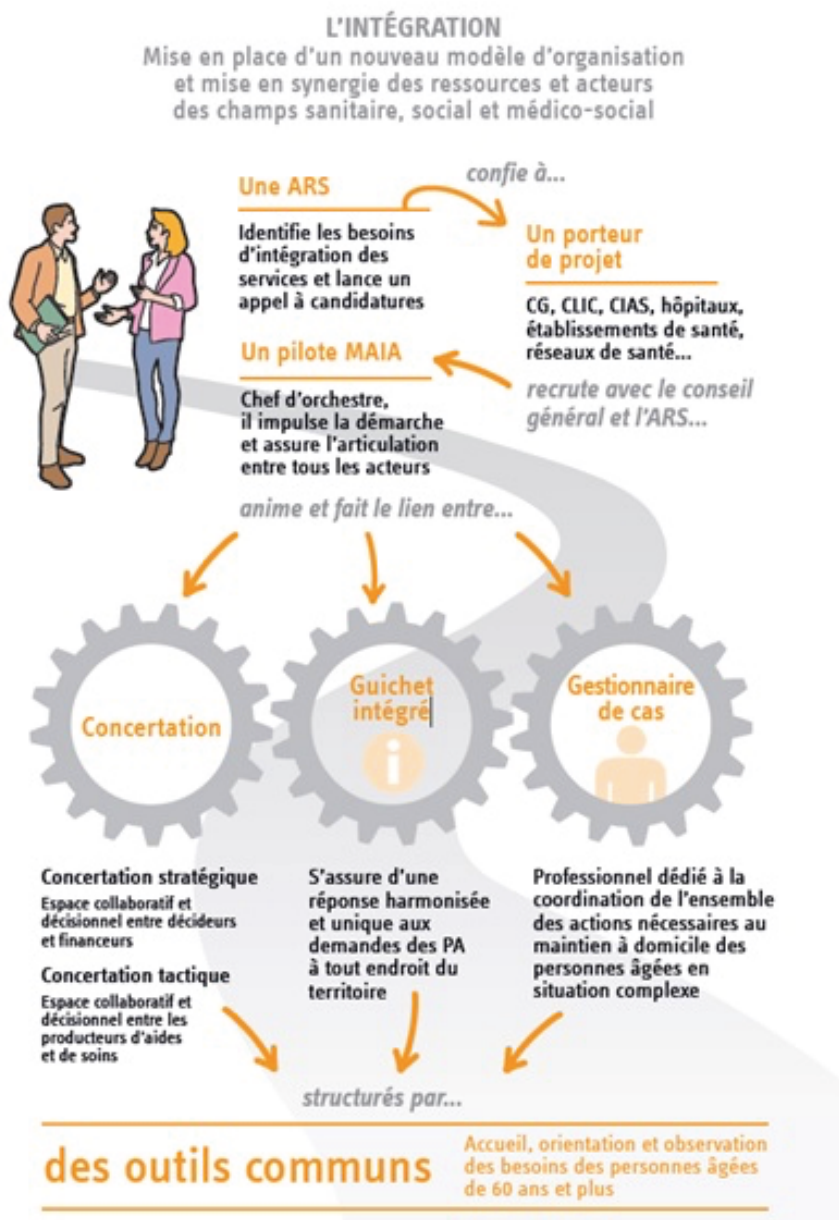 L'INTÉGRATION
Mise en place d'un nouveau modèle d'organisation
et mise en synergie des ressources et acteurs
des champs sanitaire, social et médico-social
Une ARS
confie à...
Identifie les besoins
d'intégration des
services et lance un
appel à candidatures
Un porteur
de projet
CG, CLIC, CIAS, hôpitaux,
établissements de santé,
réseaux de santé...
Un pilote MAIA
recrute avec le conseil
général et l'ARS...
Chef d'orchestre,
il impulse la démarche
et assure l'articulation
entre tous les acteurs
anime et fait le lien entre...
Concertation
Guichet
intégré
i
Gestionnaire
de cas
Concertation stratégique
Espace collaboratif et
décisionnel entre décideurs
et financeurs
Concertation tactique
Espace collaboratif et
décisionnel entre les
producteurs d'aides
et de soins
S'assure d'une
réponse harmonisée
et unique aux
demandes des PA
à tout endroit du
territoire
Professionnel dédié à la
coordination de l'ensemble
des actions nécessaires au
maintien à domicile des
personnes âgées en
situation complexe
structurés par...
des outils communs
Accueil, orientation et observation
des besoins des personnes âgées
de 60 ans et plus